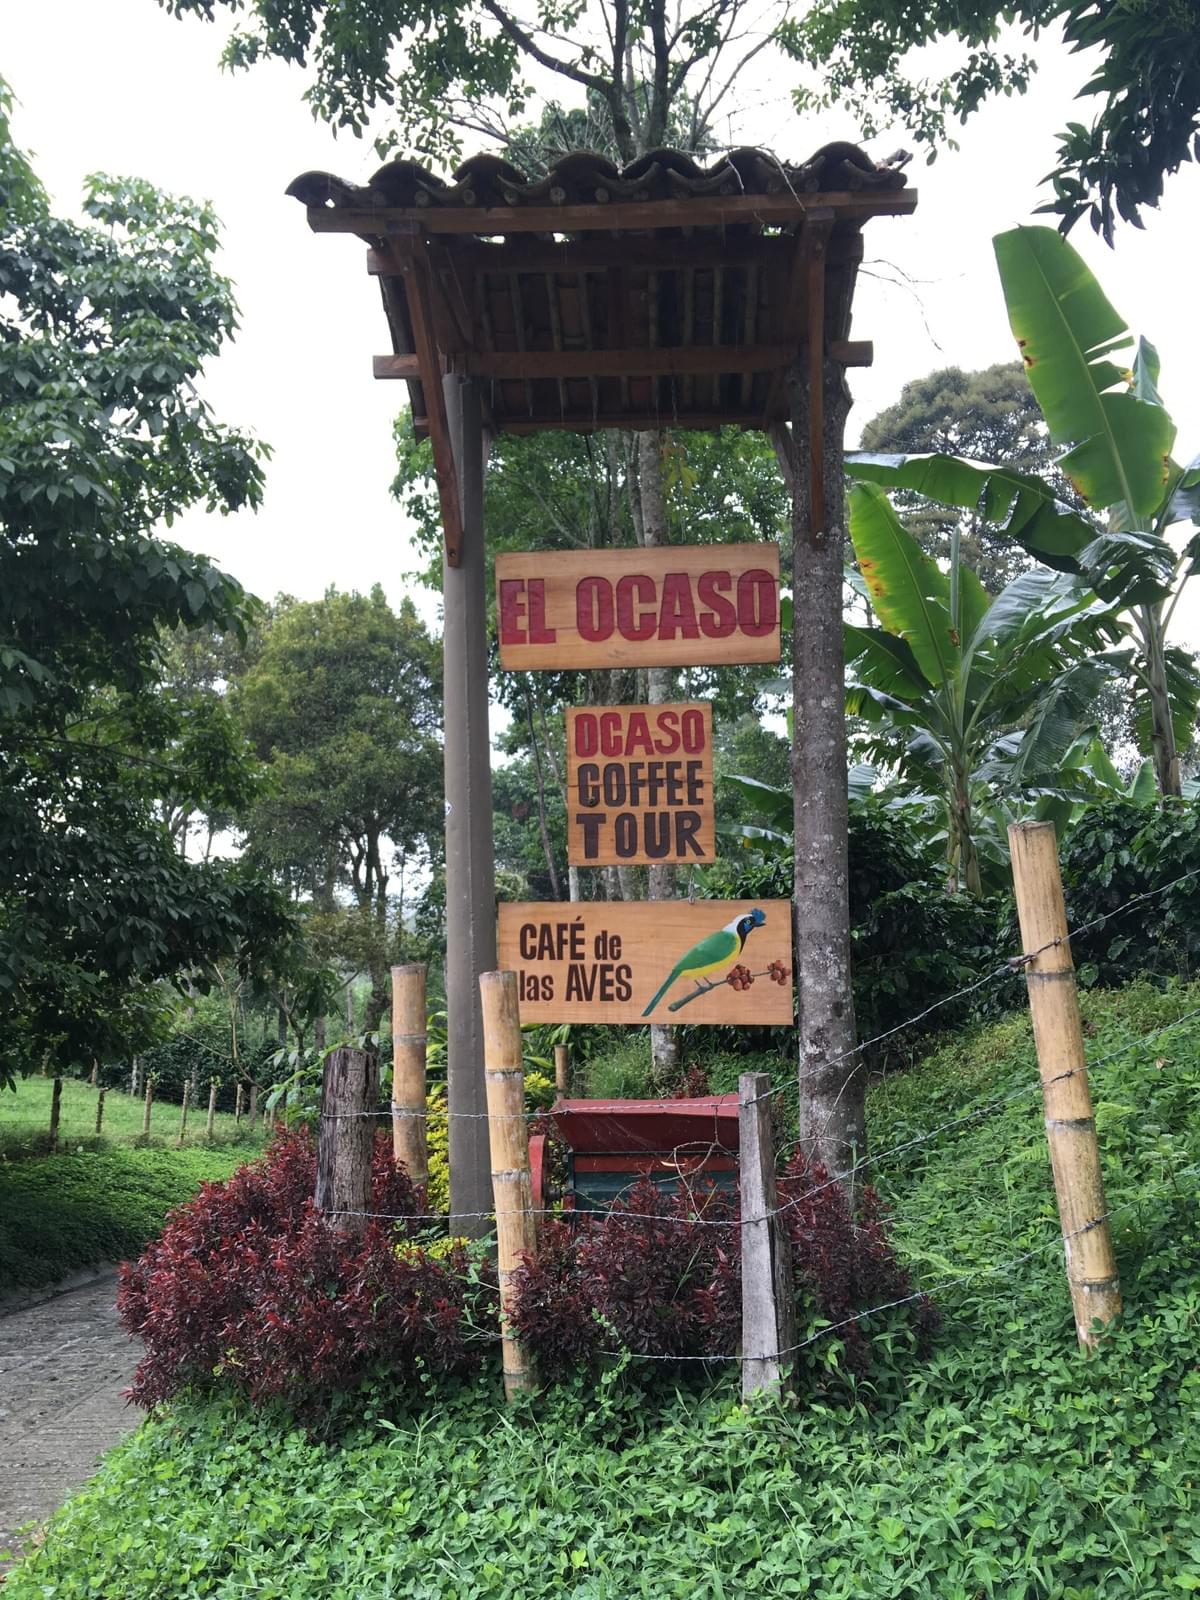 EL OCASO
OCASO
COFFEE
TOUR
CAFÉ de
las AVES